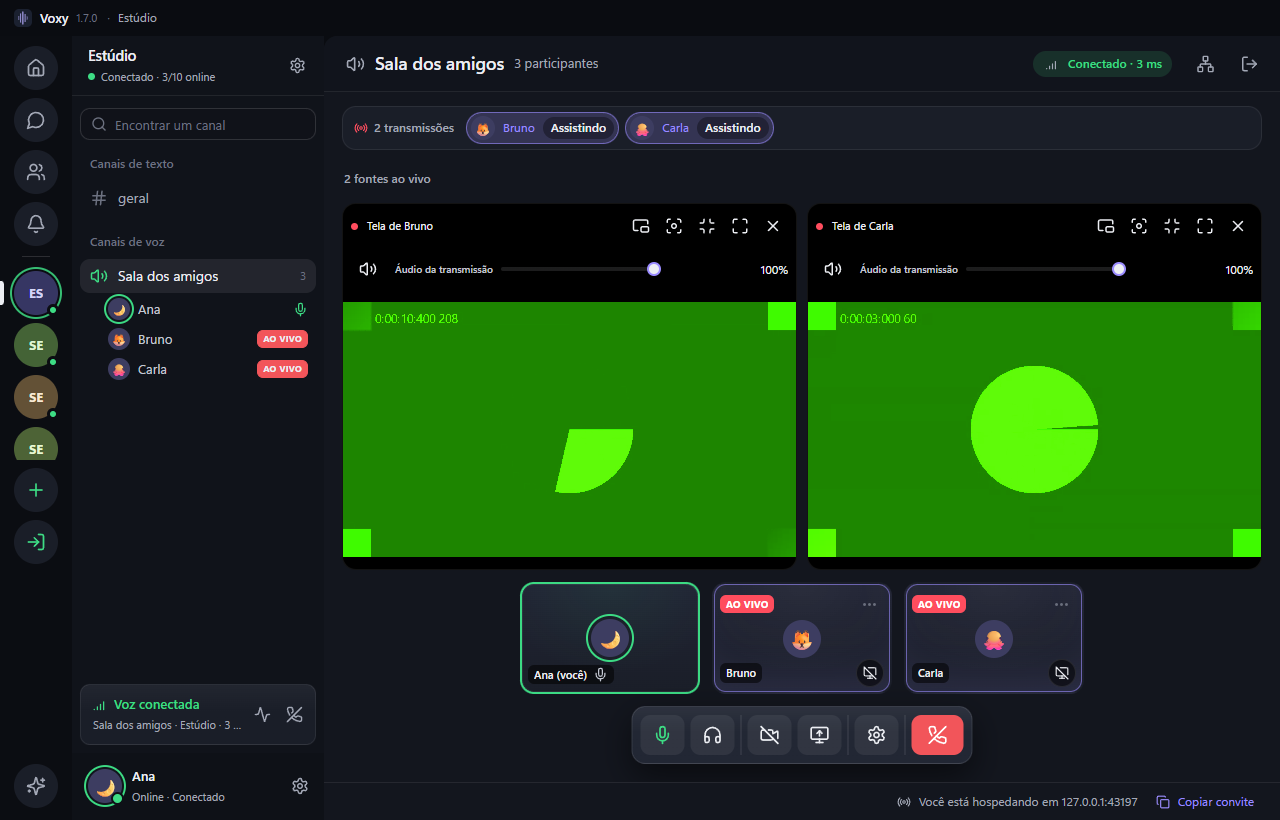 Voxy 1.7.0 · Estúdio
Estúdio
Conectado · 3/10 online
Encontrar um canal
Canais de texto
# geral
Canais de voz
Sala dos amigos 3
Ana
Bruno AO VIVO
Carla AO VIVO
ES
SE
SE
SE
Voz conectada
Sala dos amigos · Estúdio · 3 ...
Ana
Online · Conectado
Sala dos amigos 3 participantes
Conectado · 3 ms
2 transmissões Bruno Assistindo Carla Assistindo
2 fontes ao vivo
Tela de Bruno
Áudio da transmissão 100%
0:00:10:400 208
Tela de Carla
Áudio da transmissão 100%
0:00:03:000 60
Ana (você)
AO VIVO
Bruno
AO VIVO
Carla
Você está hospedando em 127.0.0.1:43197 Copiar convite